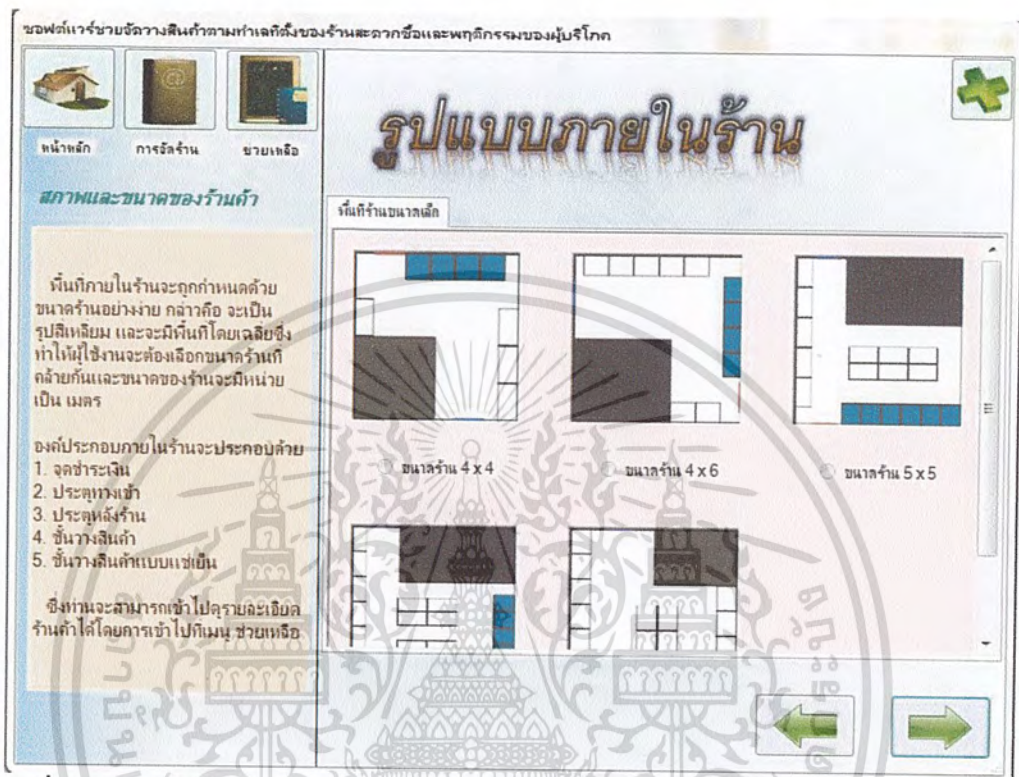 ซอฟต์แวร์ช่วยจัดวางสินค้าตามทำเลที่ตั้งของร้านสะดวกซื้อและพฤติกรรมของผู้บริโภค
หน้าหลัก การจัดร้าน ช่วยเหลือ
รูปแบบภายในร้าน
สภาพและขนาดของร้านค้า
พื้นที่ร้านขนาดเล็ก
พื้นที่ภายในร้านจะถูกกำหนดด้วย
ขนาดร้านอย่างง่าย กล่าวคือ จะเป็น
รูปสี่เหลี่ยม และจะมีพื้นที่โดยเฉลี่ยซึ่ง
ทำให้ผู้ใช้งานจะต้องเลือกขนาดร้านที่
คล้ายกันและขนาดของร้านจะมีหน่วย
เป็น เมตร
องค์ประกอบภายในร้านจะประกอบด้วย
1. จุดชำระเงิน
2. ประตูทางเข้า
3. ประตูหลังร้าน
4. ชั้นวางสินค้า
5. ชั้นวางสินค้าแบบแช่เย็น
ซึ่งท่านจะสามารถเข้าไปดูรายละเอียด
ร้านค้าได้โดยการเข้าไปที่เมนู ช่วยเหลือ
ขนาดร้าน 4 x 4
ขนาดร้าน 4 x 6
ขนาดร้าน 5 x 5